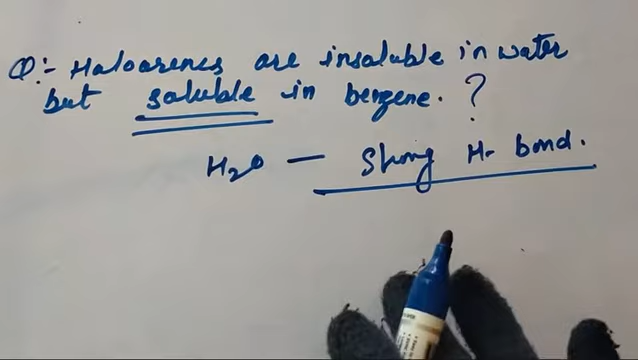 Q:- Haloarenes are insoluble in water
but soluble in benzene. ?
H2O — Strong H- bond.